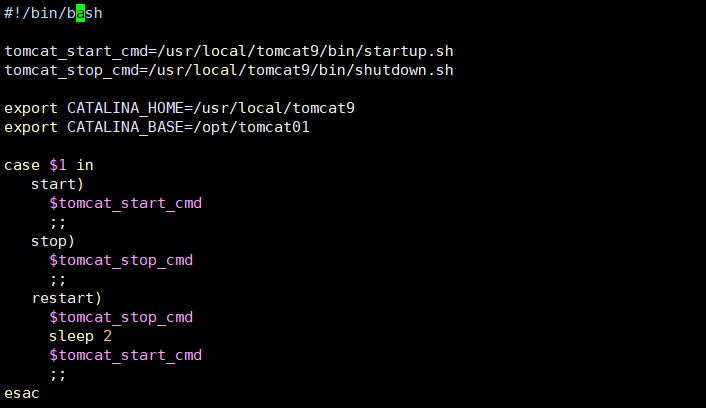 #!/bin/bash
tomcat_start_cmd=/usr/local/tomcat9/bin/startup.sh
tomcat_stop_cmd=/usr/local/tomcat9/bin/shutdown.sh
export CATALINA_HOME=/usr/local/tomcat9
export CATALINA_BASE=/opt/tomcat01
case $1 in
start)
$tomcat_start_cmd
;;
stop)
$tomcat_stop_cmd
;;
restart)
$tomcat_stop_cmd
sleep 2
$tomcat_start_cmd
;;
esac